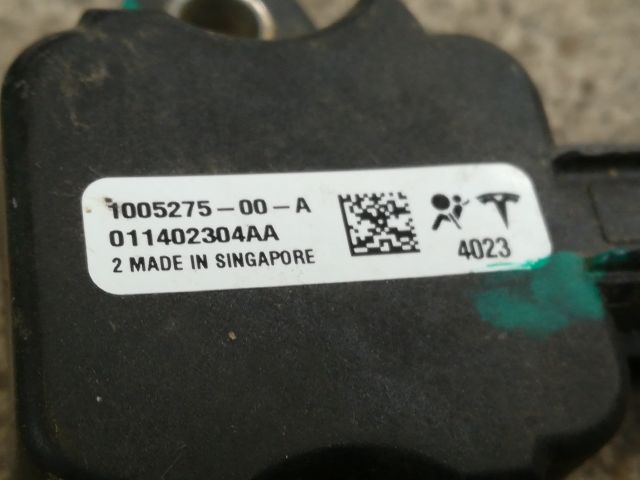 1005275-00-A
011402304AA
2 MADE IN SINGAPORE
4023